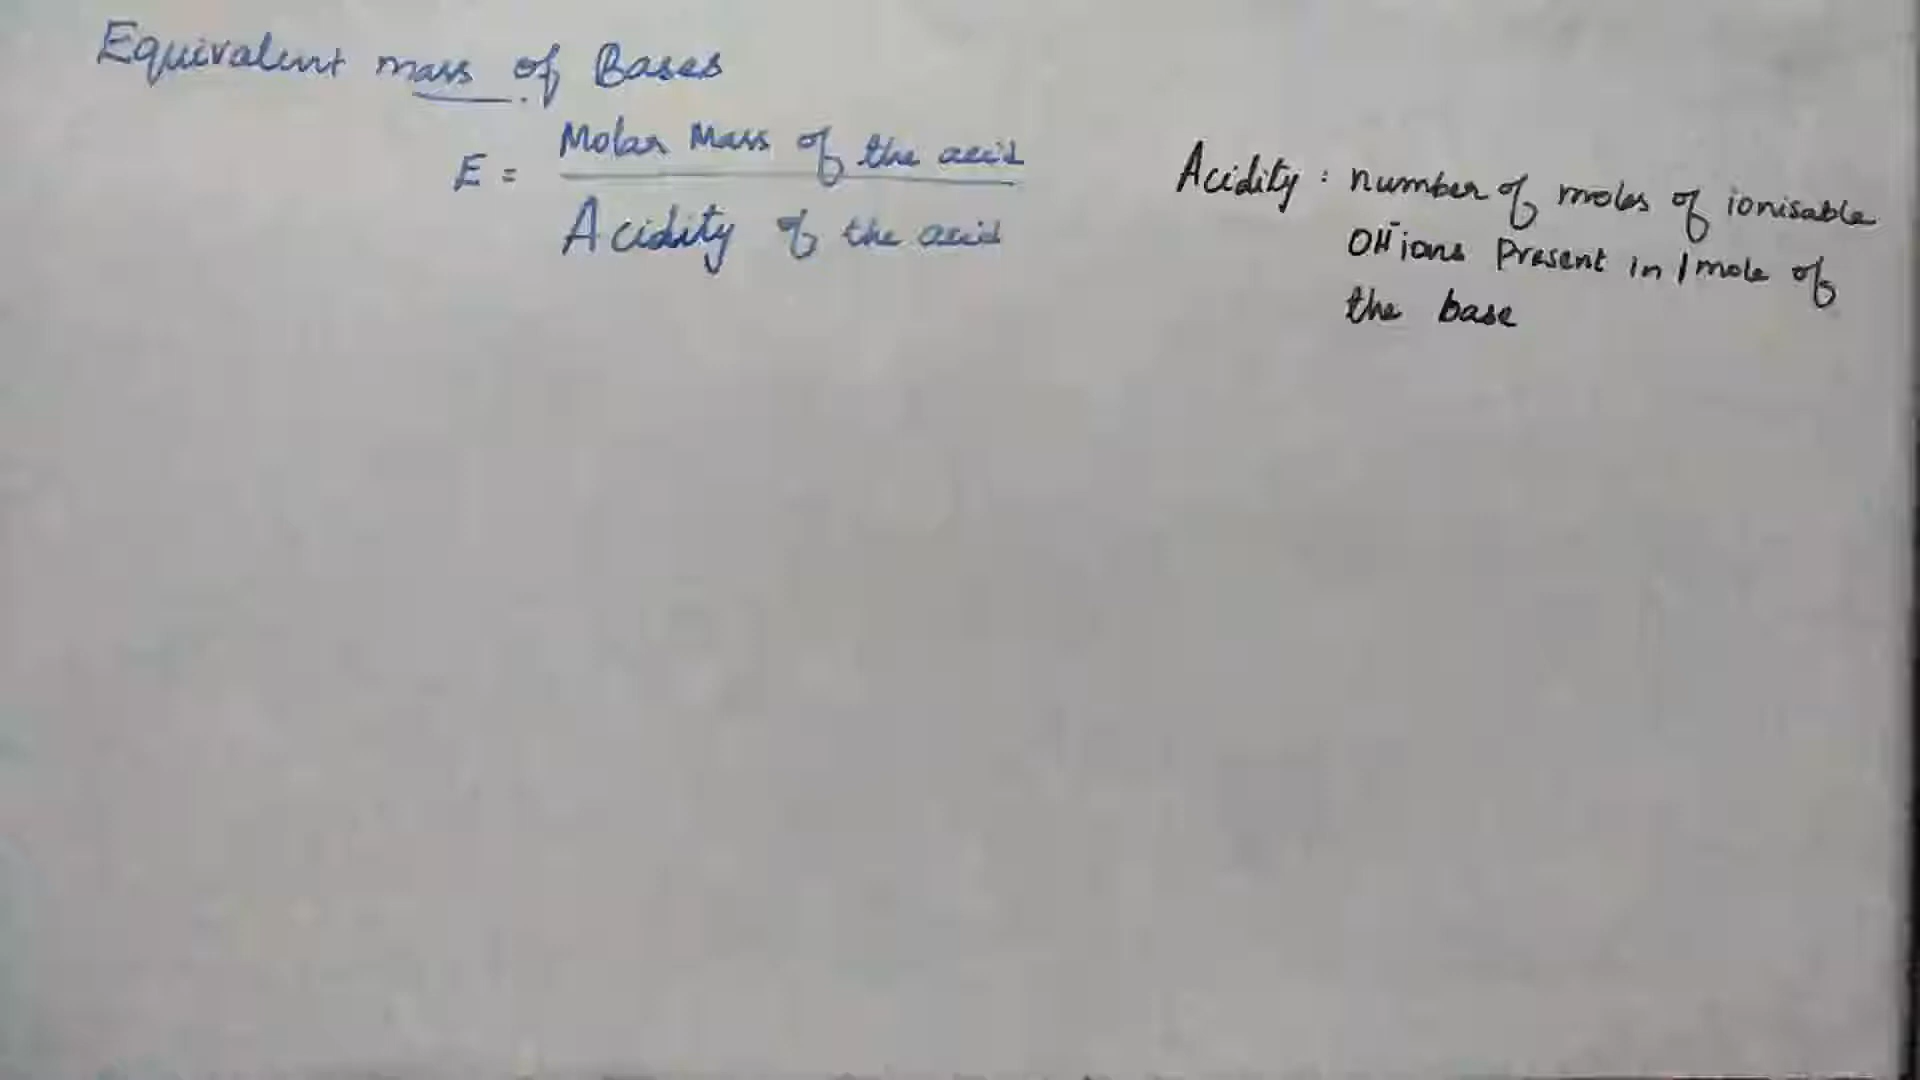 Equivalent mass of Bases
E = Molar Mass of the acid
Acidity of the acid
Acidity : number of moles of ionisable
OH⁻ ions Present in 1 mole of
the base